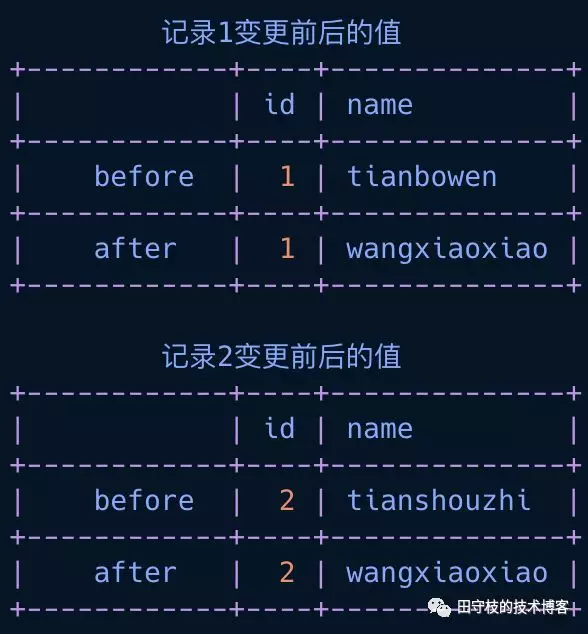 记录1变更前后的值
+------------+----+--------------+
|            | id | name         |
+------------+----+--------------+
|    before  |  1 | tianbowen    |
+------------+----+--------------+
|    after   |  1 | wangxiaoxiao |
+------------+----+--------------+
记录2变更前后的值
+------------+----+--------------+
|            | id | name         |
+------------+----+--------------+
|    before  |  2 | tianshouzhi  |
+------------+----+--------------+
|    after   |  2 | wangxiaoxiao |
+------------+----+--------------+
田守枝的技术博客